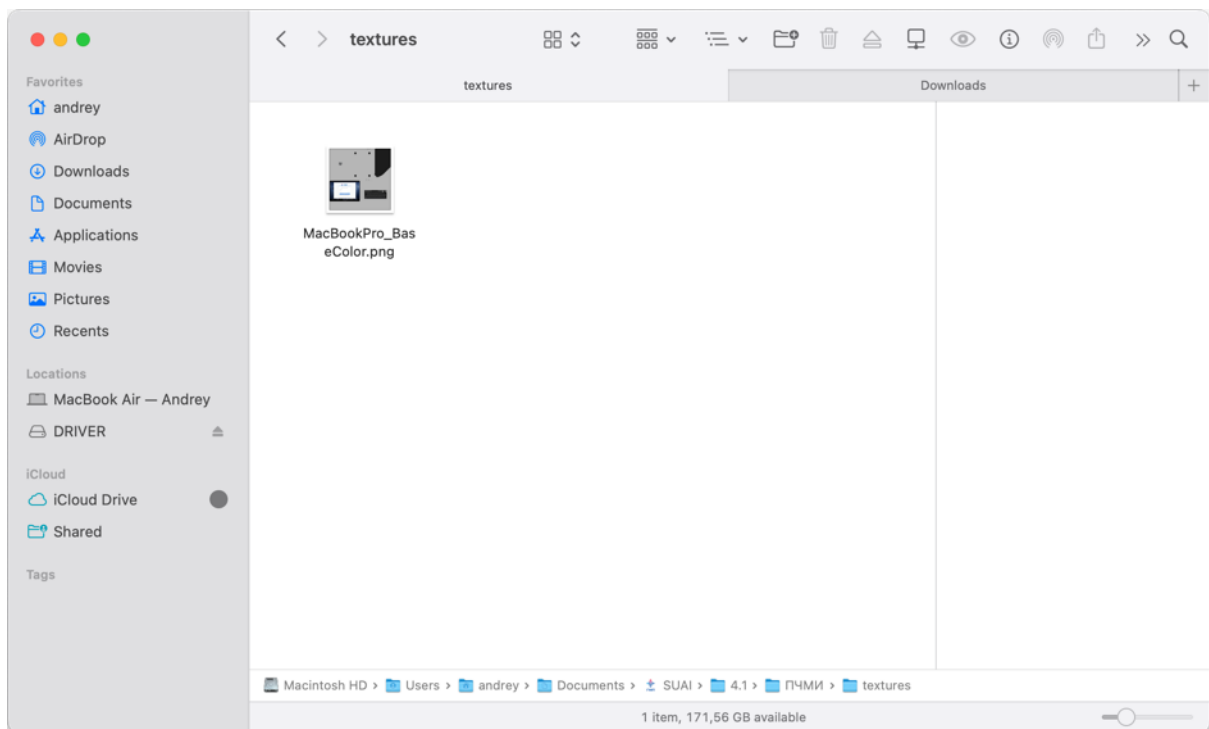 textures
textures
Downloads
Favorites
andrey
AirDrop
Downloads
Documents
Applications
Movies
Pictures
Recents
Locations
MacBook Air — Andrey
DRIVER
iCloud
iCloud Drive
Shared
Tags
MacBookPro_Bas
eColor.png
Macintosh HD › Users › andrey › Documents › SUAI › 4.1 › ПЧМИ › textures
1 item, 171,56 GB available